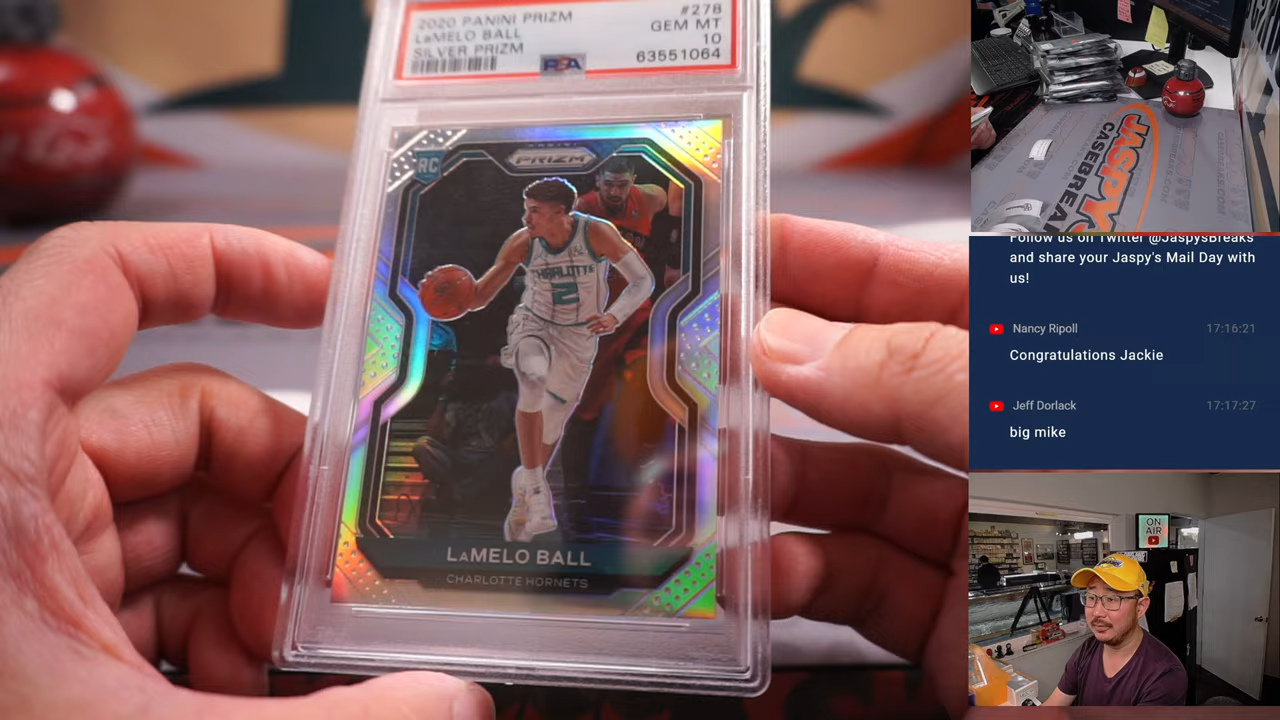 2020 PANINI PRIZM #278
LaMELO BALL GEM MT
SILVER PRIZM 10
PSA 63551064
RC
PANINI
PRIZM
CHARLOTTE
2
LaMELO BALL
CHARLOTTE HORNETS
JASPY'S
CASEBREA
Follow us on Twitter @JaspysBreaks
and share your Jaspy's Mail Day with
us!
Nancy Ripoll 17:16:21
Congratulations Jackie
Jeff Dorlack 17:17:27
big mike
ON
AIR